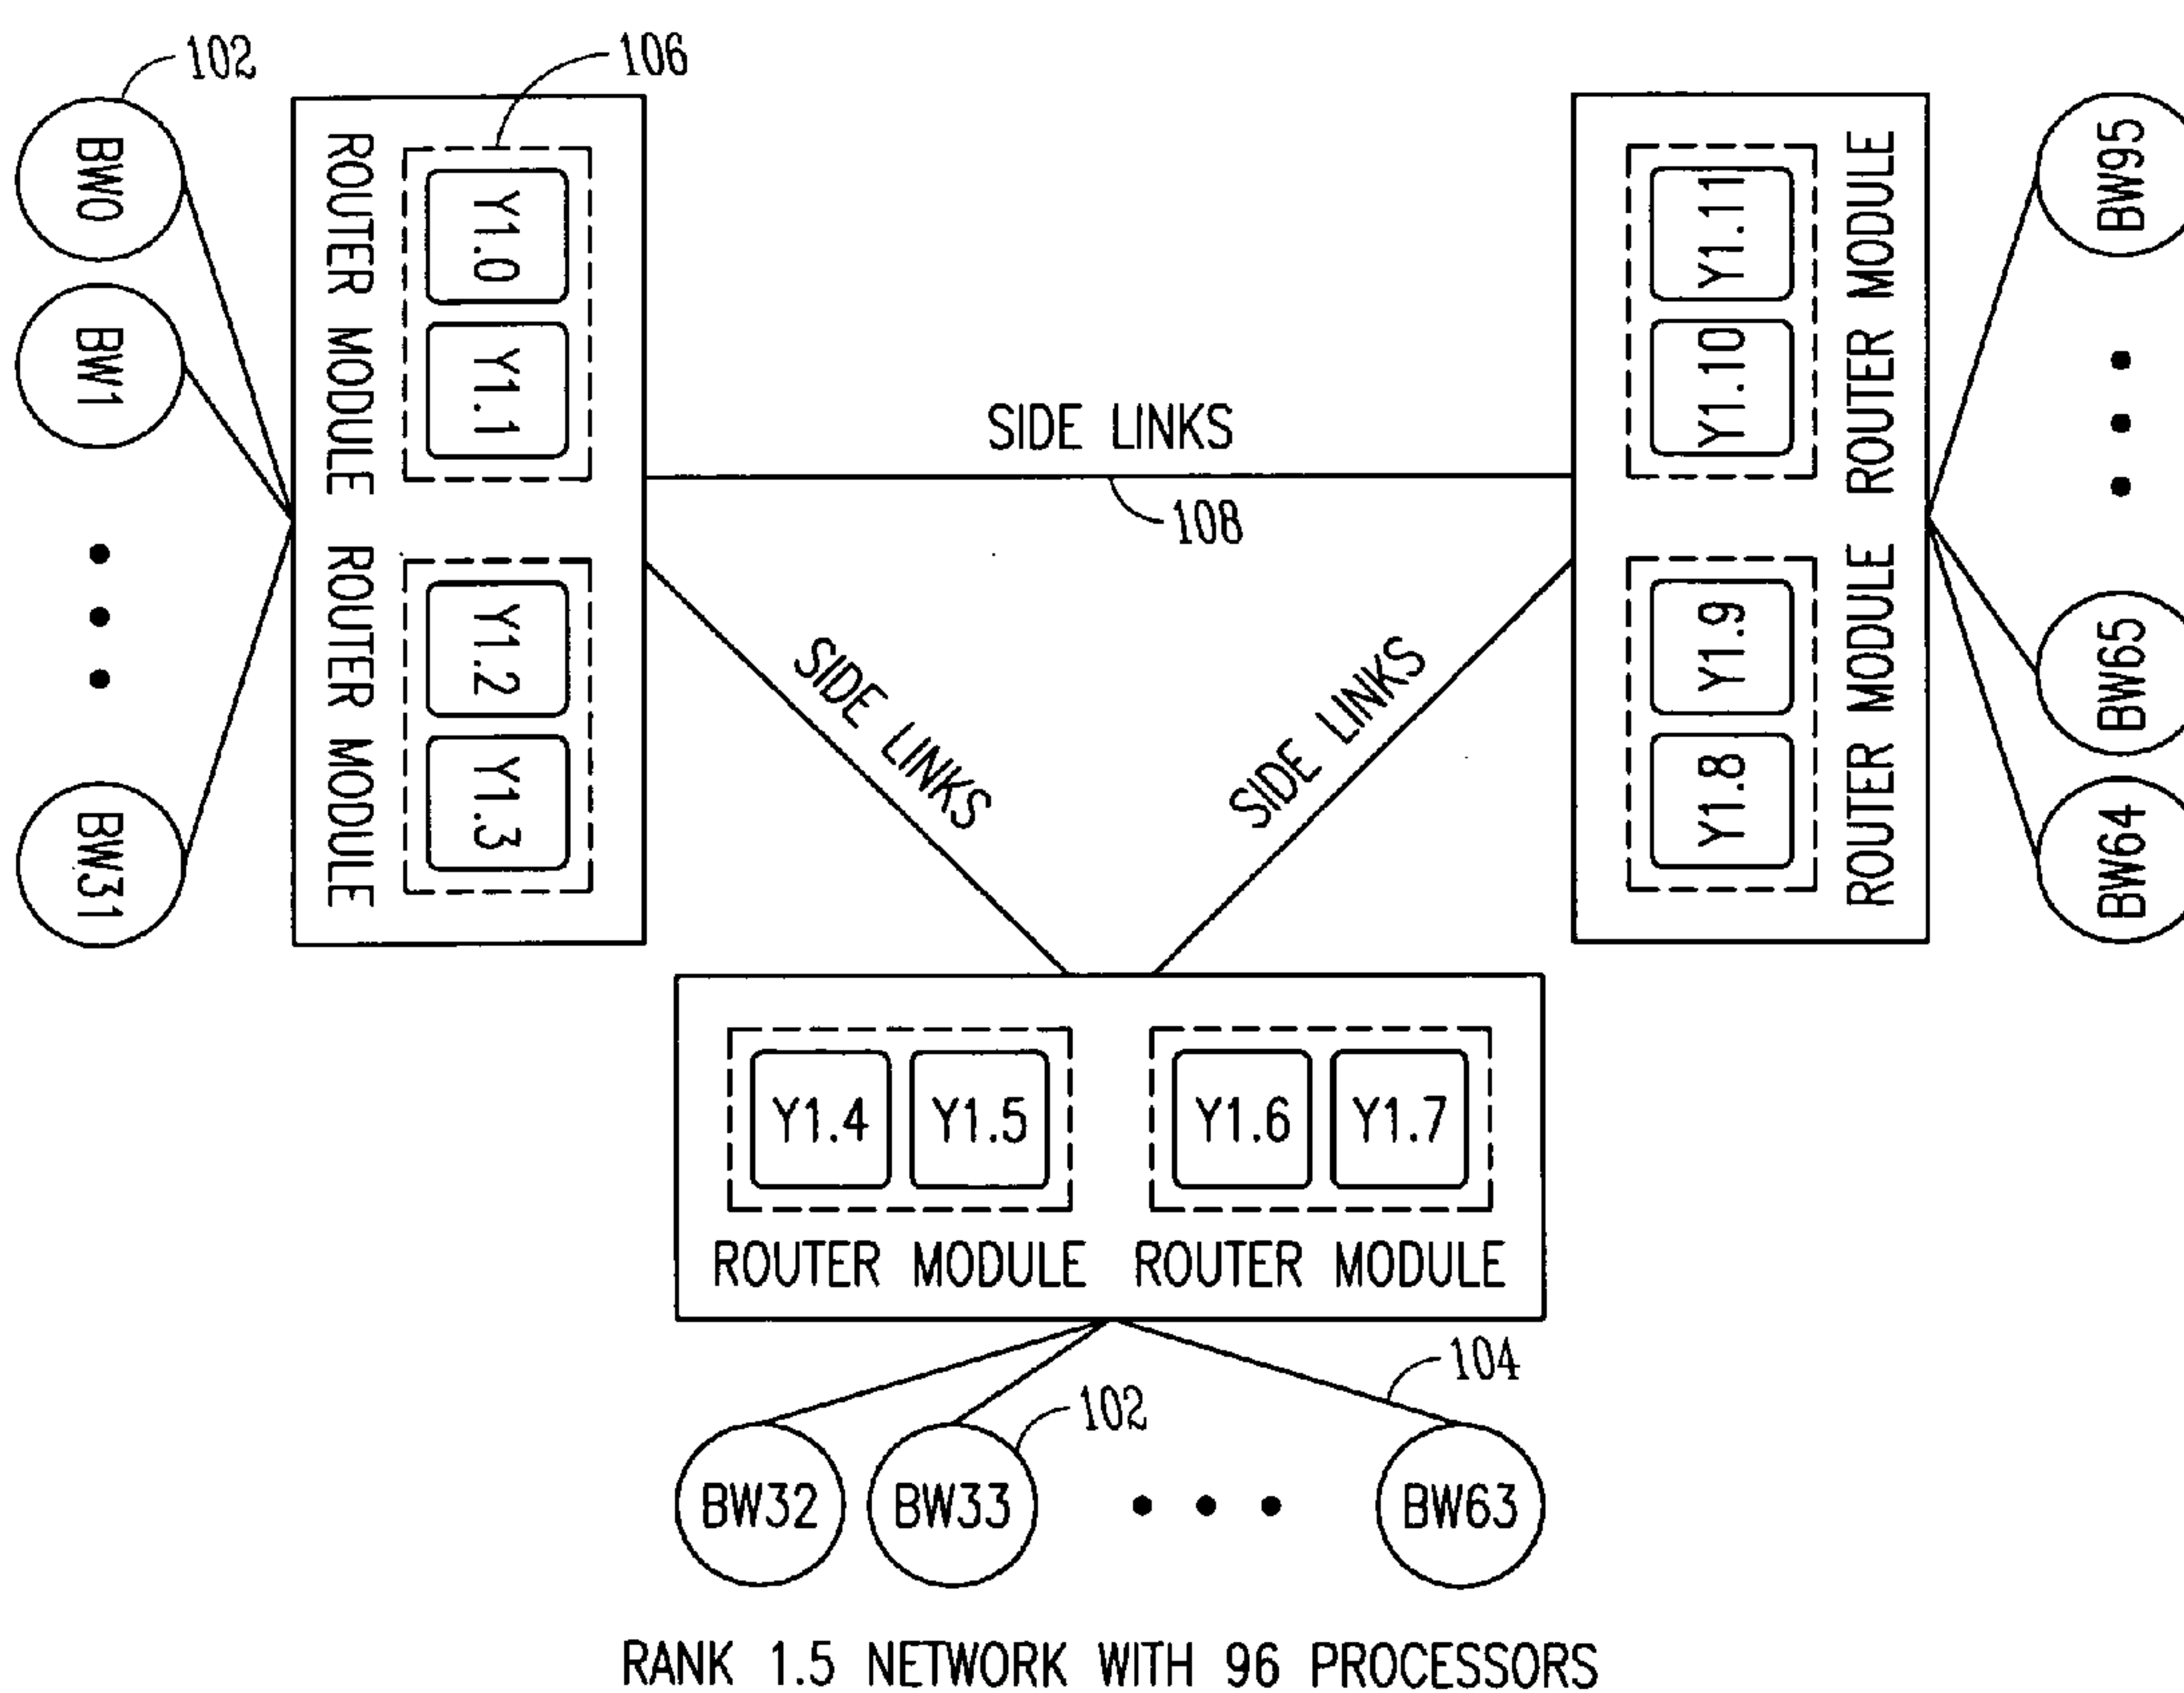 102
106
BW0
BW1
BW31
ROUTER MODULE
ROUTER MODULE
Y1.0
Y1.1
Y1.2
Y1.3
SIDE LINKS
108
SIDE LINKS
SIDE LINKS
Y1.11
Y1.10
Y1.9
Y1.8
ROUTER MODULE
ROUTER MODULE
BW95
BW65
BW64
Y1.4
Y1.5
Y1.6
Y1.7
ROUTER MODULE
ROUTER MODULE
104
102
BW32
BW33
BW63
RANK 1.5 NETWORK WITH 96 PROCESSORS